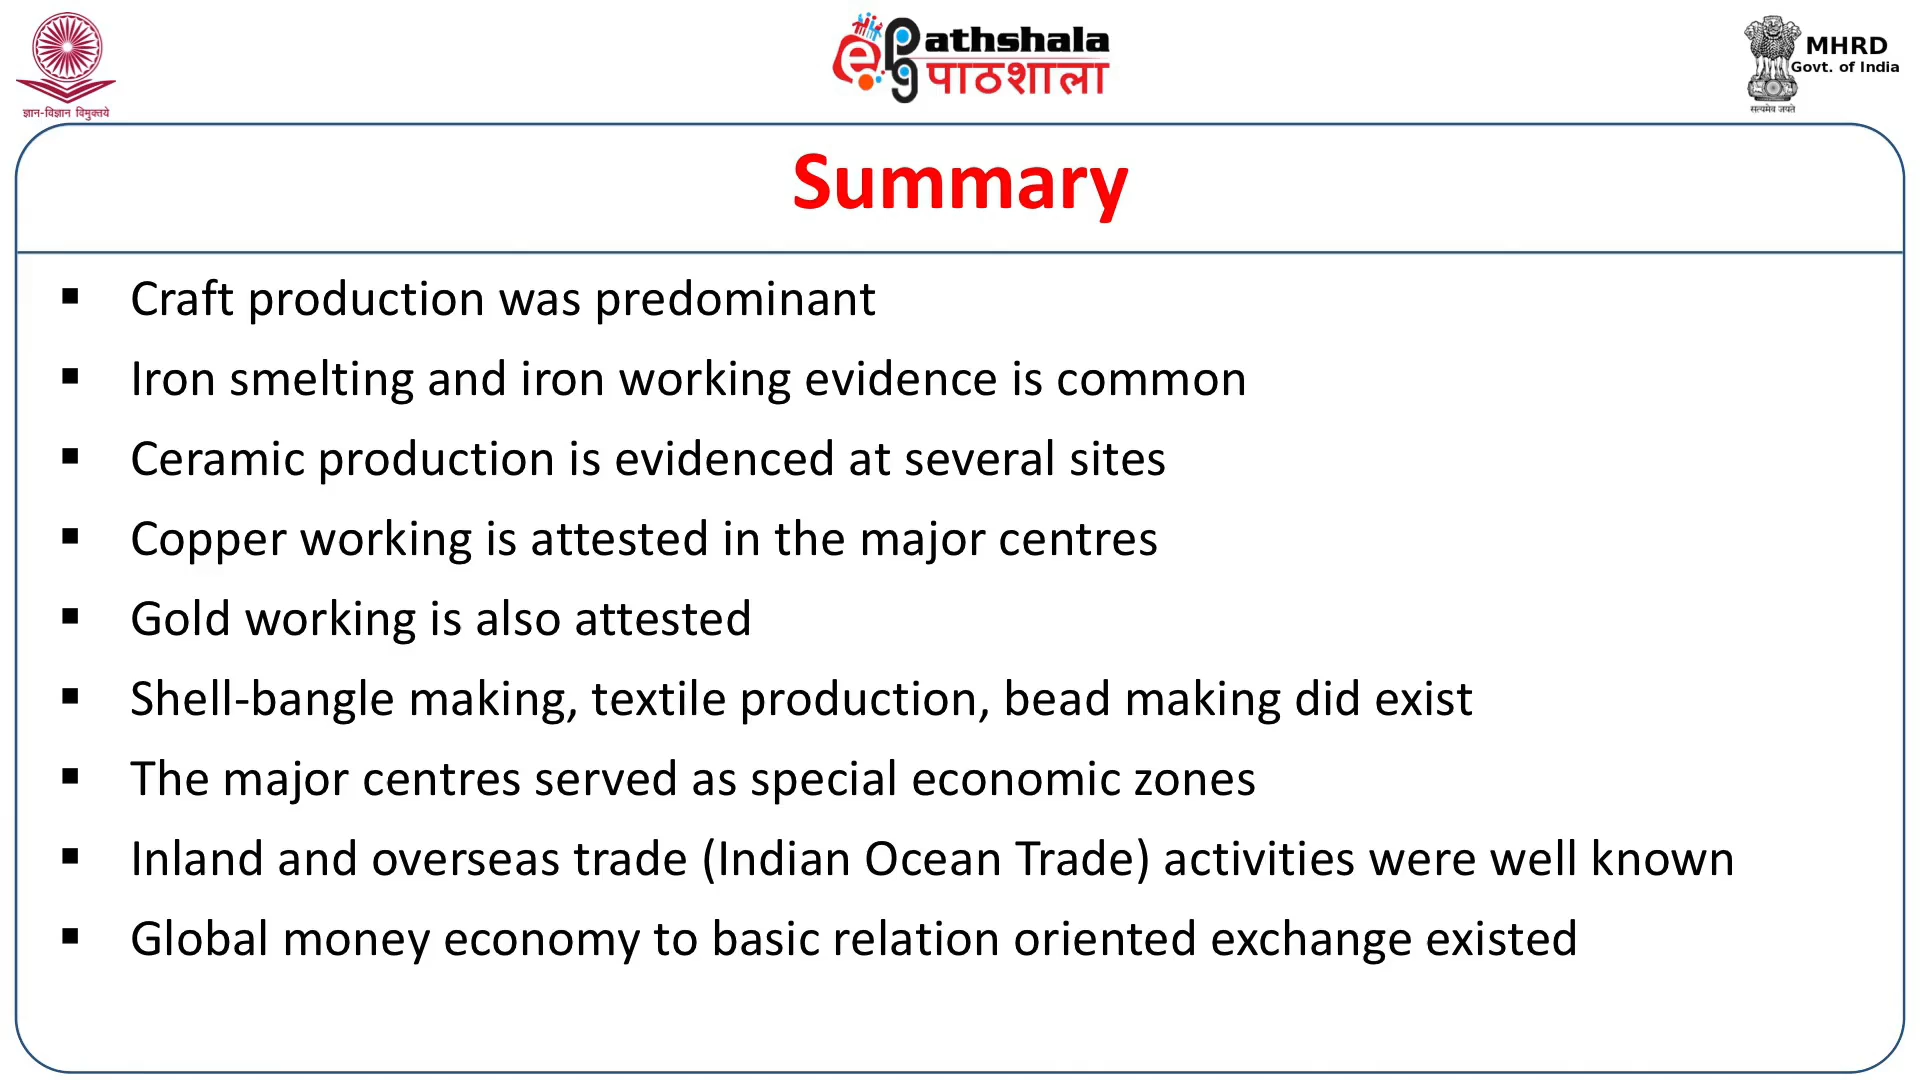 ज्ञान-विज्ञान विमुक्तये
ePG Pathshala
पाठशाला
MHRD
Govt. of India
सत्यमेव जयते
Summary
▪ Craft production was predominant
▪ Iron smelting and iron working evidence is common
▪ Ceramic production is evidenced at several sites
▪ Copper working is attested in the major centres
▪ Gold working is also attested
▪ Shell-bangle making, textile production, bead making did exist
▪ The major centres served as special economic zones
▪ Inland and overseas trade (Indian Ocean Trade) activities were well known
▪ Global money economy to basic relation oriented exchange existed